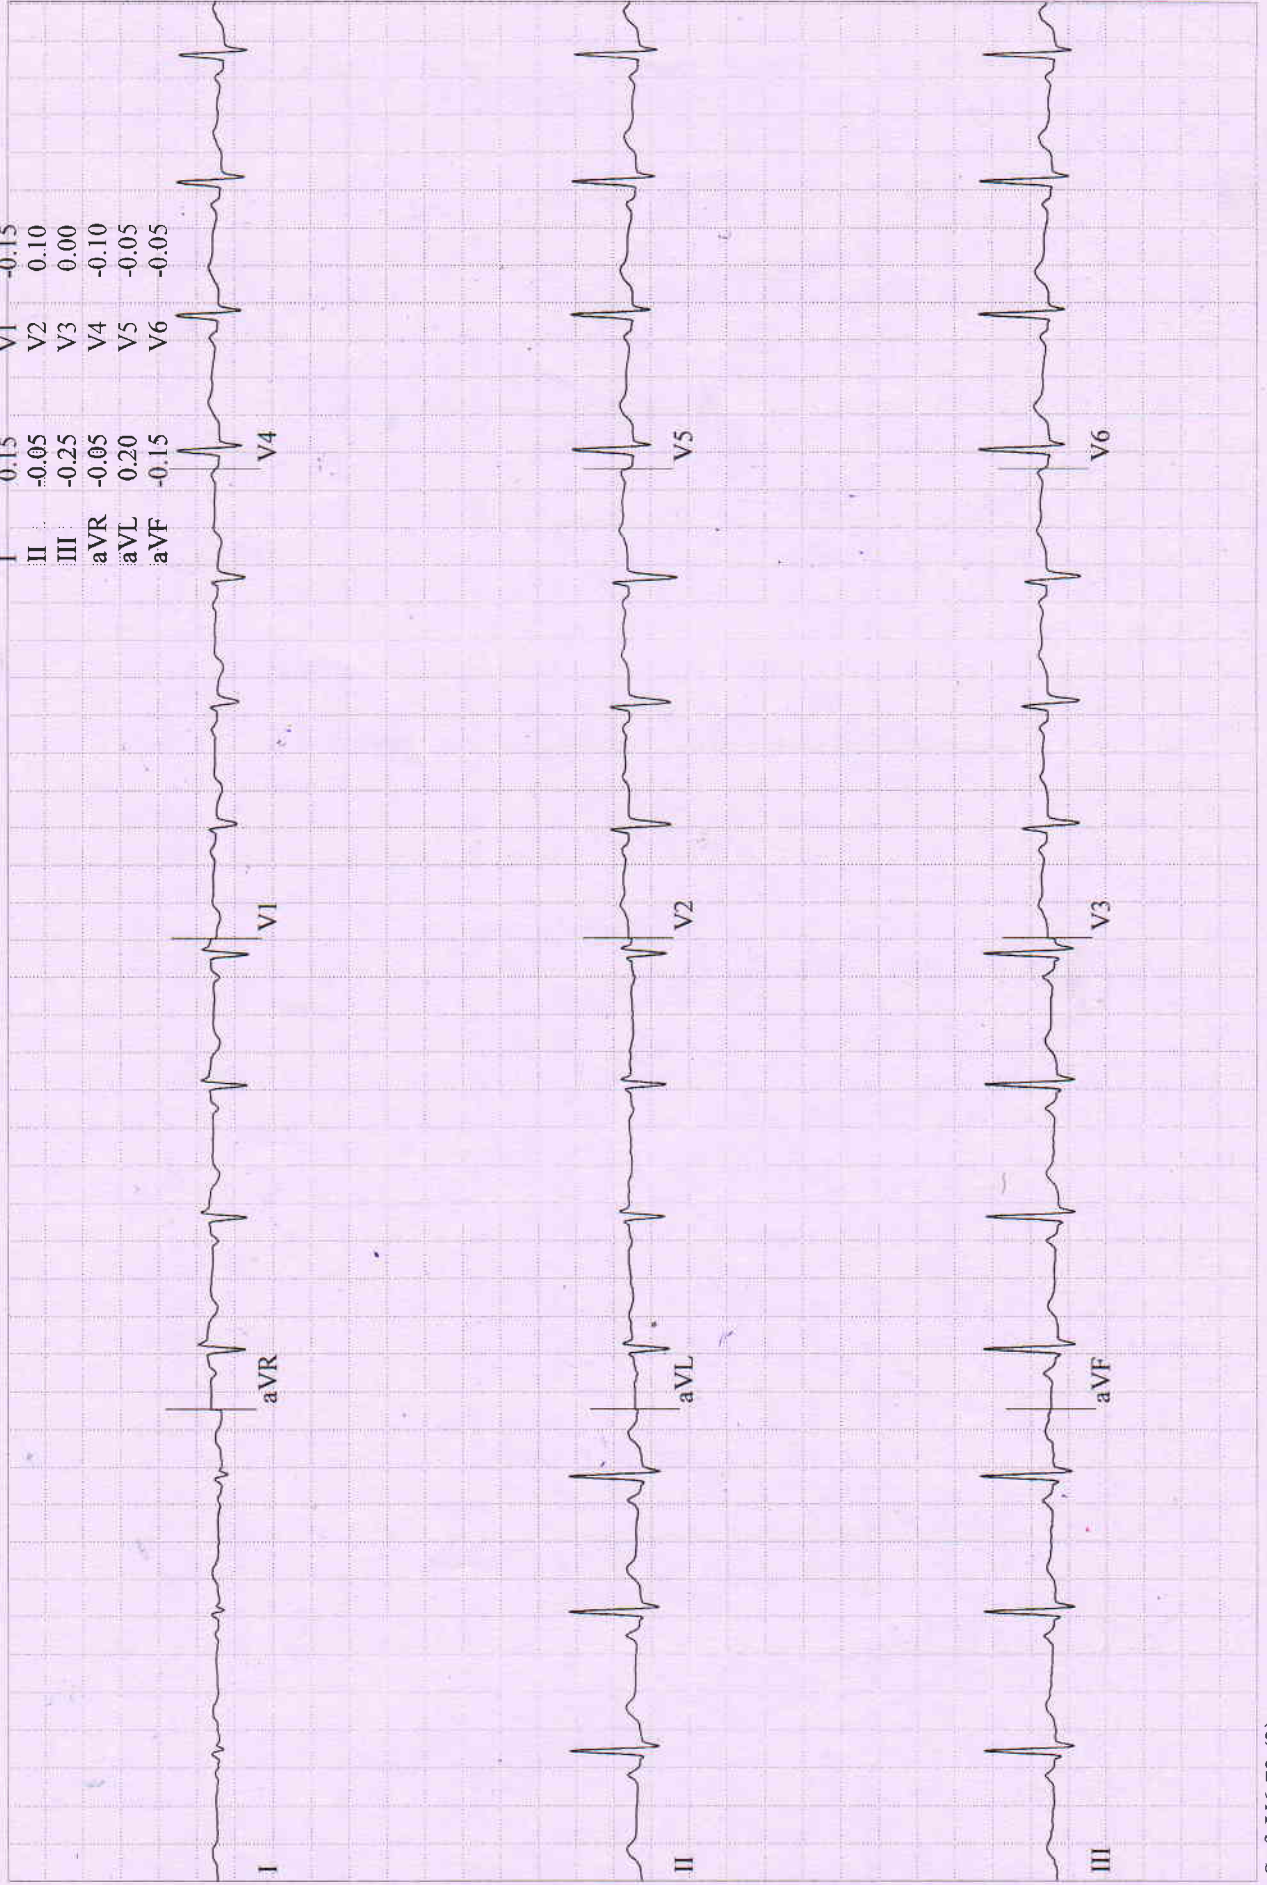 I 0.15 V1 -0.15
II -0.05 V2 0.10
III -0.25 V3 0.00
aVR -0.05 V4 -0.10
aVL 0.20 V5 -0.05
aVF -0.15 V6 -0.05
I aVR V1 V4
II aVL V2 V5
III aVF V3 V6